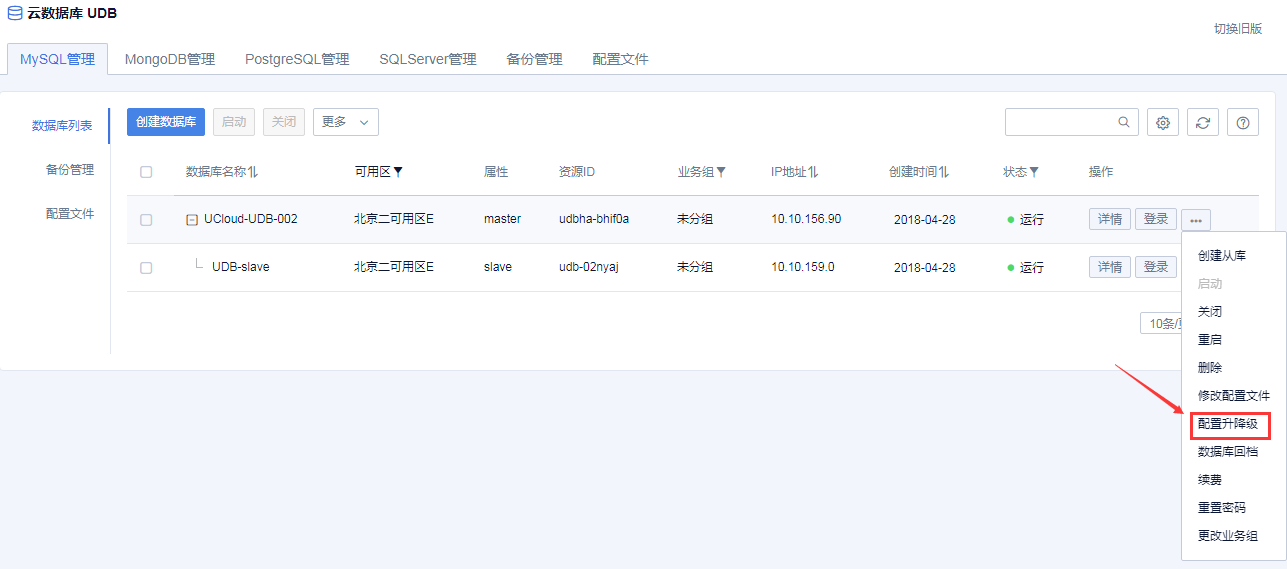 云数据库 UDB
切换旧版
MySQL管理 MongoDB管理 PostgreSQL管理 SQLServer管理 备份管理 配置文件
数据库列表
备份管理
配置文件
创建数据库 启动 关闭 更多
数据库名称 可用区 属性 资源ID 业务组 IP地址 创建时间 状态 操作
UCloud-UDB-002 北京二可用区E master udbha-bhif0a 未分组 10.10.156.90 2018-04-28 运行 详情 登录 ...
UDB-slave 北京二可用区E slave udb-02nyaj 未分组 10.10.159.0 2018-04-28 运行 详情 登录
10条/
创建从库
启动
关闭
重启
删除
修改配置文件
配置升降级
数据库回档
续费
重置密码
更改业务组